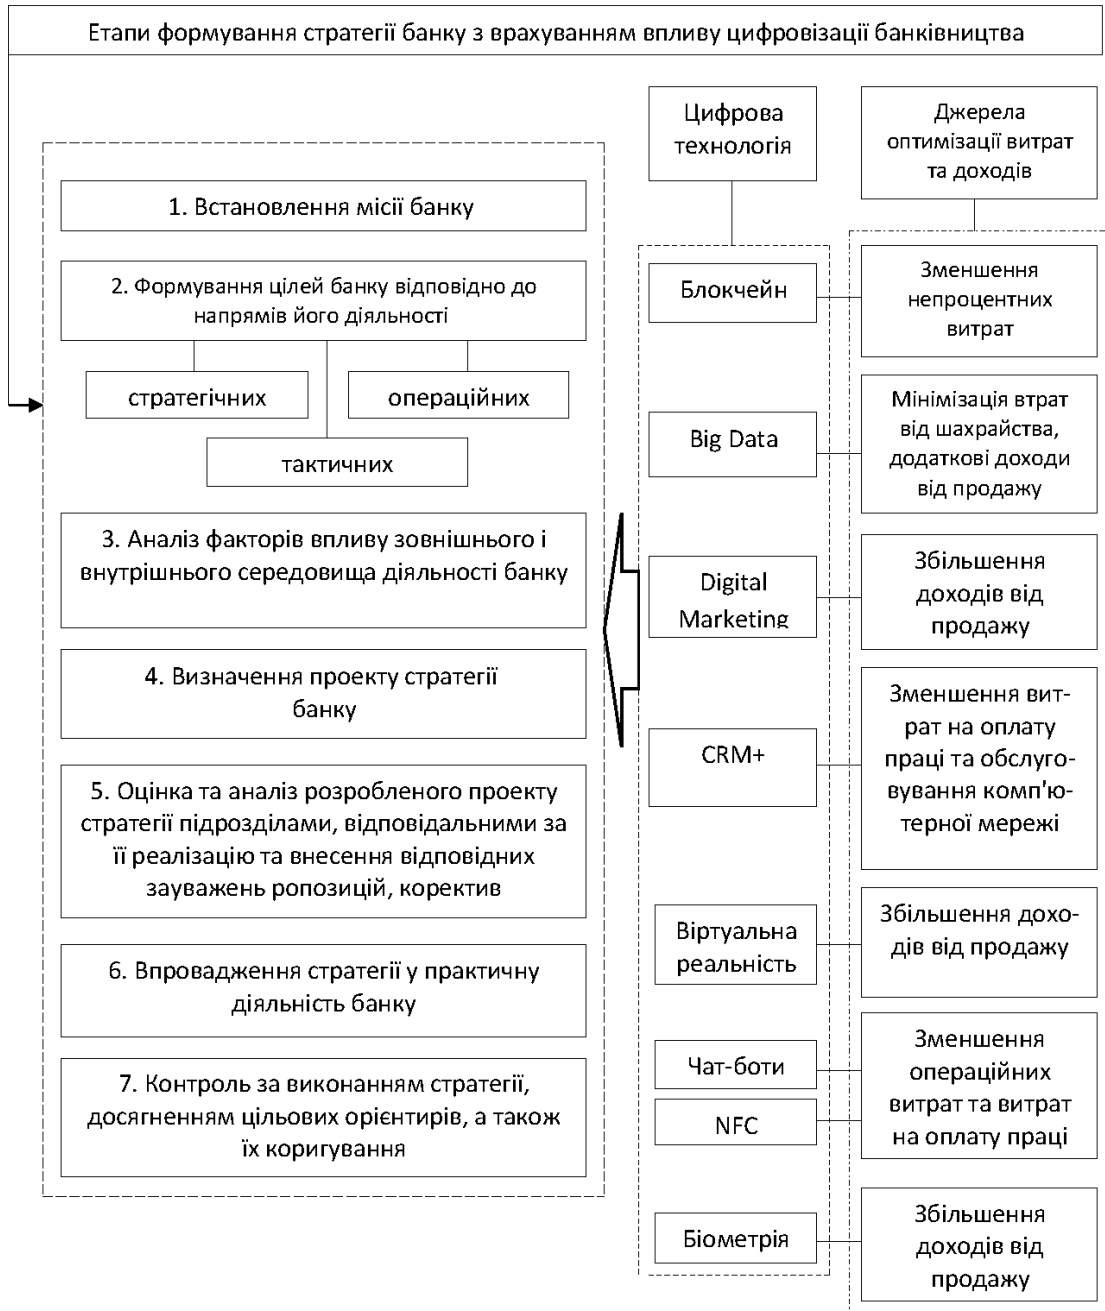 Етапи формування стратегії банку з врахуванням впливу цифровізації банківництва
Цифрова
технологія
Джерела
оптимізації витрат
та доходів
1. Встановлення місії банку
2. Формування цілей банку відповідно до
напрямів його діяльності
стратегічних
операційних
тактичних
3. Аналіз факторів впливу зовнішнього і
внутрішнього середовища діяльності банку
4. Визначення проекту стратегії
банку
5. Оцінка та аналіз розробленого проекту
стратегії підрозділами, відповідальними за
її реалізацію та внесення відповідних
зауважень ропозицій, коректив
6. Впровадження стратегії у практичну
діяльність банку
7. Контроль за виконанням стратегії,
досягненням цільових орієнтирів, а також
їх коригування
Блокчейн
Зменшення
непроцентних
витрат
Big Data
Мінімізація втрат
від шахрайства,
додаткові доходи
від продажу
Digital
Marketing
Збільшення
доходів від
продажу
CRM+
Зменшення вит-
рат на оплату
праці та обслуго-
вування комп'ю-
терної мережі
Віртуальна
реальність
Збільшення дохо-
дів від продажу
Чат-боти
NFC
Зменшення
операційних
витрат та витрат
на оплату праці
Біометрія
Збільшення
доходів від
продажу